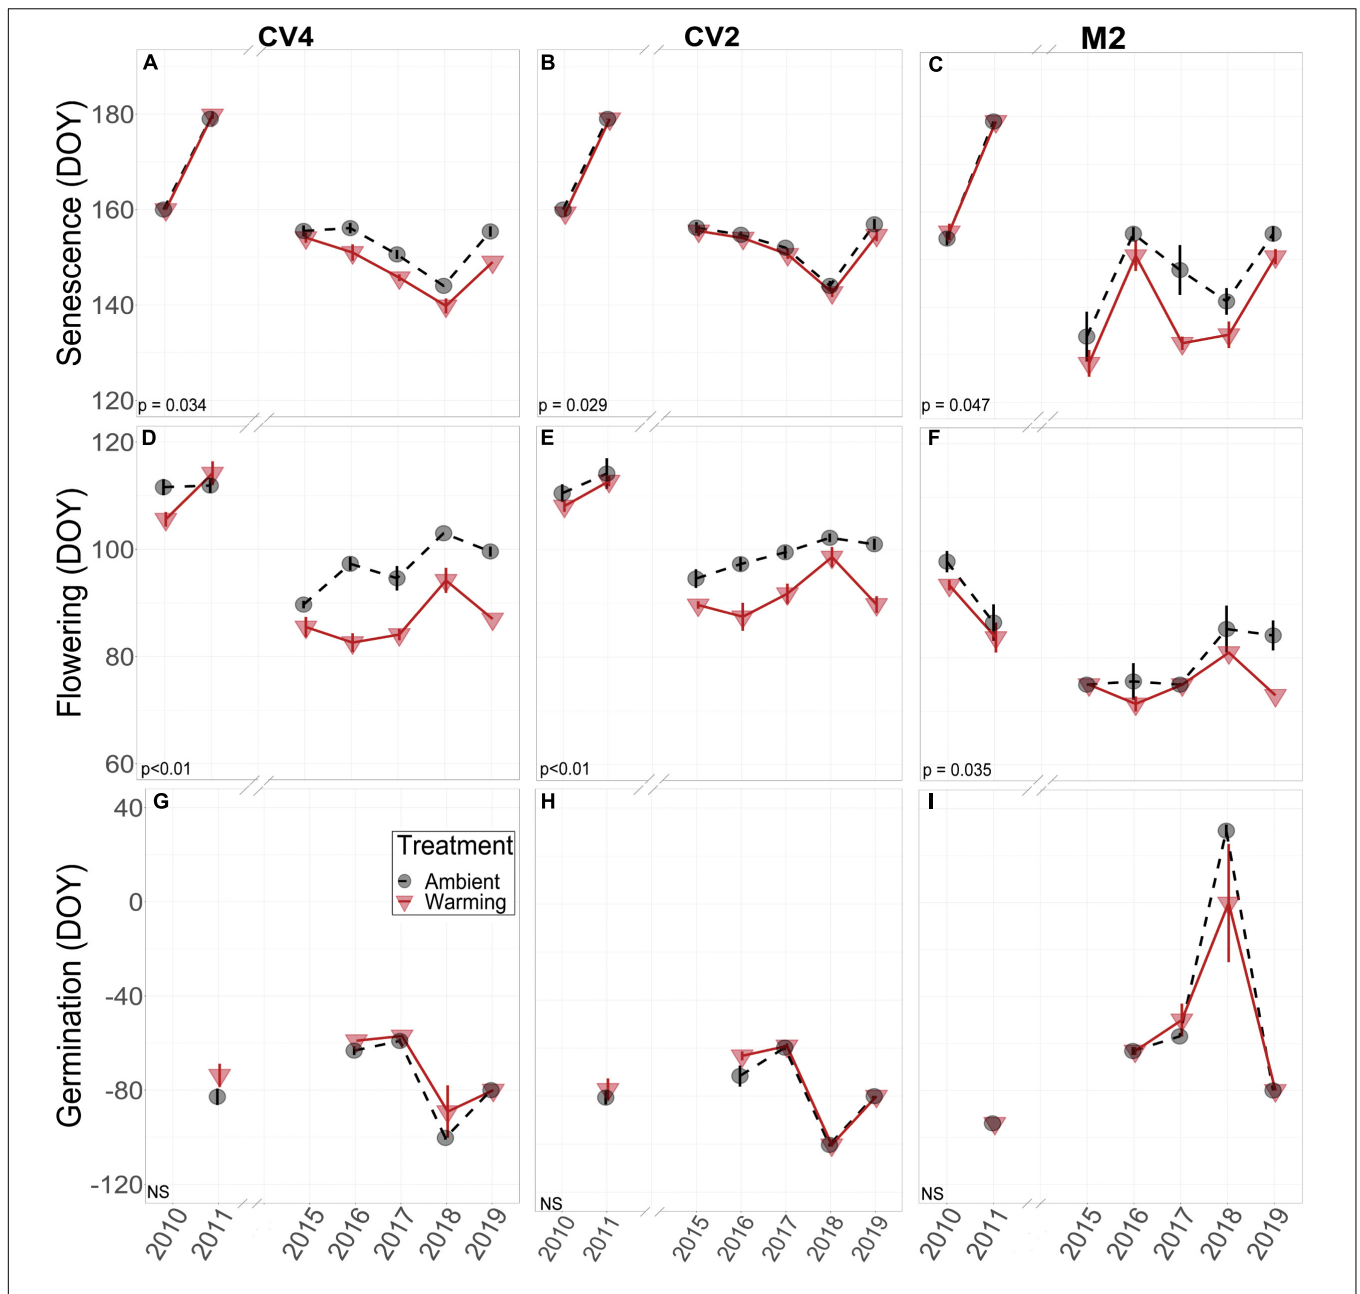 CV4 CV2 M2
A B C
Senescence (DOY)
180
160
140
120
p = 0.034 p = 0.029 p = 0.047
D E F
Flowering (DOY)
120
100
80
60
p<0.01 p<0.01 p = 0.035
G H I
Germination (DOY)
40
0
-40
-80
-120
Treatment
Ambient
Warming
NS NS NS
2010 2011 2015 2016 2017 2018 2019 2010 2011 2015 2016 2017 2018 2019 2010 2011 2015 2016 2017 2018 2019